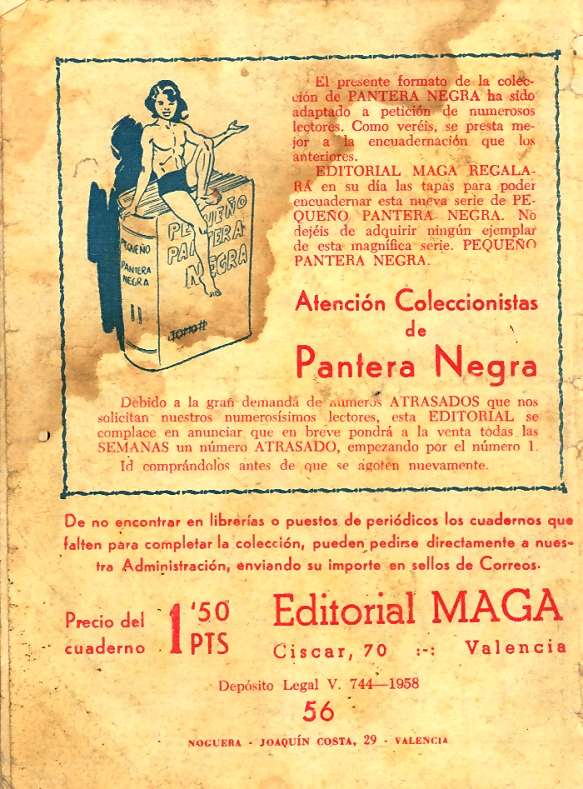 El presente formato de la colec-
ción de PANTERA NEGRA ha sido
adaptado a petición de numerosos
lectores. Como veréis, se presta me-
jor a la encuadernación que los
anteriores.
EDITORIAL MAGA REGALA-
RÁ en su día las tapas para poder
encuadernar esta nueva serie de PE-
QUEÑO PANTERA NEGRA. No
dejéis de adquirir ningún ejemplar
de esta magnífica serie. PEQUEÑO
PANTERA NEGRA.
PEQUEÑO
PANTERA
NEGRA
PEQUEÑO
PANTERA
NEGRA
II
TOMO II
Atención Coleccionistas
de
Pantera Negra
Debido a la gran demanda de números ATRASADOS que nos
solicitan nuestros numerosísimos lectores, esta EDITORIAL se
complace en anunciar que en breve pondrá a la venta todas las
SEMANAS un número ATRASADO, empezando por el número 1.
Id comprándolos antes de que se agoten nuevamente.
De no encontrar en librerías o puestos de periódicos los cuadernos que
falten para completar la colección, pueden pedirse directamente a nues-
tra Administración, enviando su importe en sellos de Correos.
Precio del
cuaderno
1'50
PTS
Editorial MAGA
Ciscar, 70 :-: Valencia
Depósito Legal V. 744—1958
56
NOGUERA - JOAQUÍN COSTA, 29 - VALENCIA